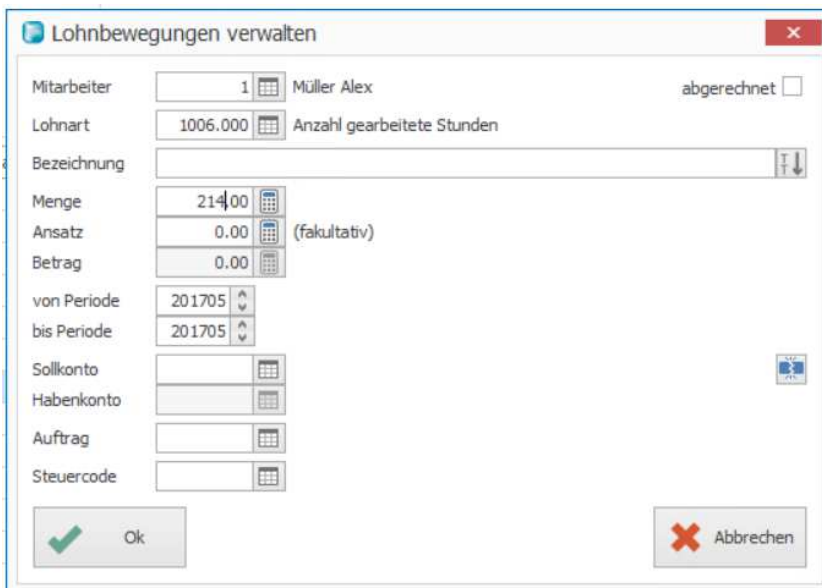 Lohnbewegungen verwalten
Mitarbeiter 1 Müller Alex abgerechnet
Lohnart 1006.000 Anzahl gearbeitete Stunden
Bezeichnung
Menge 214.00
Ansatz 0.00 (fakultativ)
Betrag 0.00
von Periode 201705
bis Periode 201705
Sollkonto
Habenkonto
Auftrag
Steuercode
Ok Abbrechen